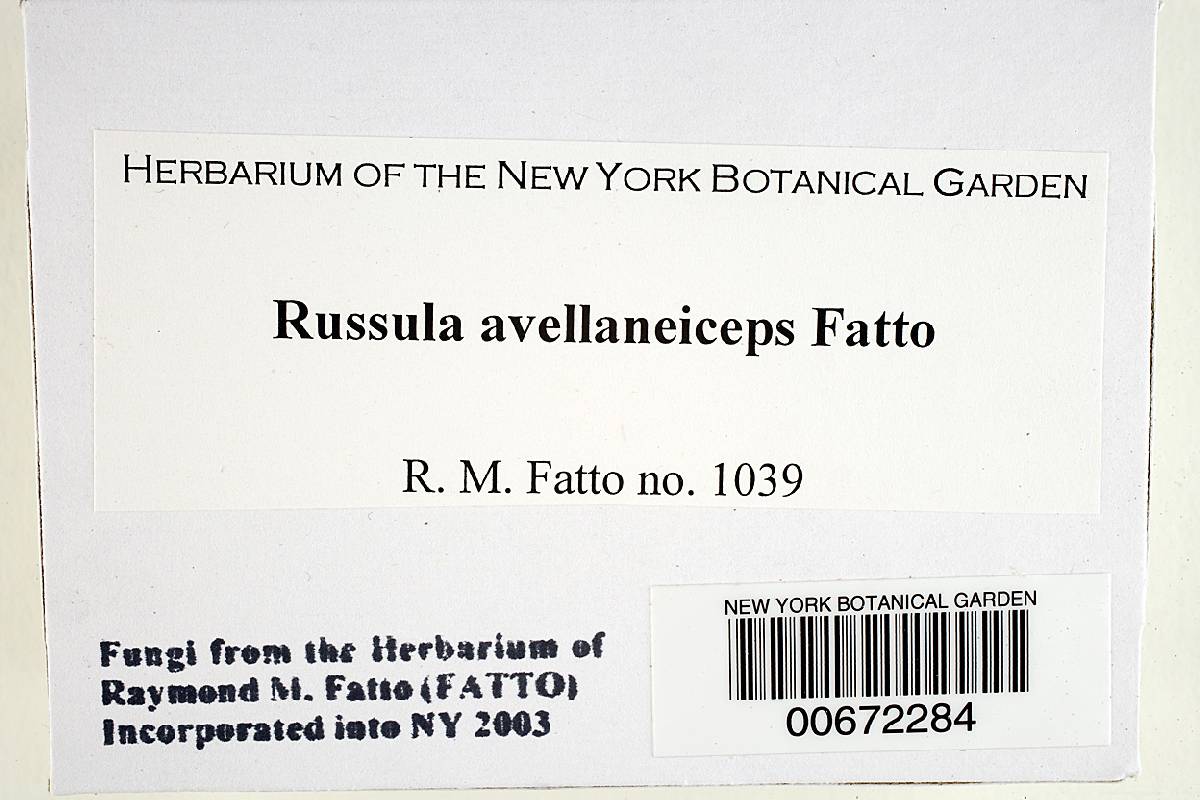 HERBARIUM OF THE NEW YORK BOTANICAL GARDEN
Russula avellaneiceps Fatto
R. M. Fatto no. 1039
Fungi from the Herbarium of
Raymond M. Fatto (FATTO)
Incorporated into NY 2003
NEW YORK BOTANICAL GARDEN
00672284